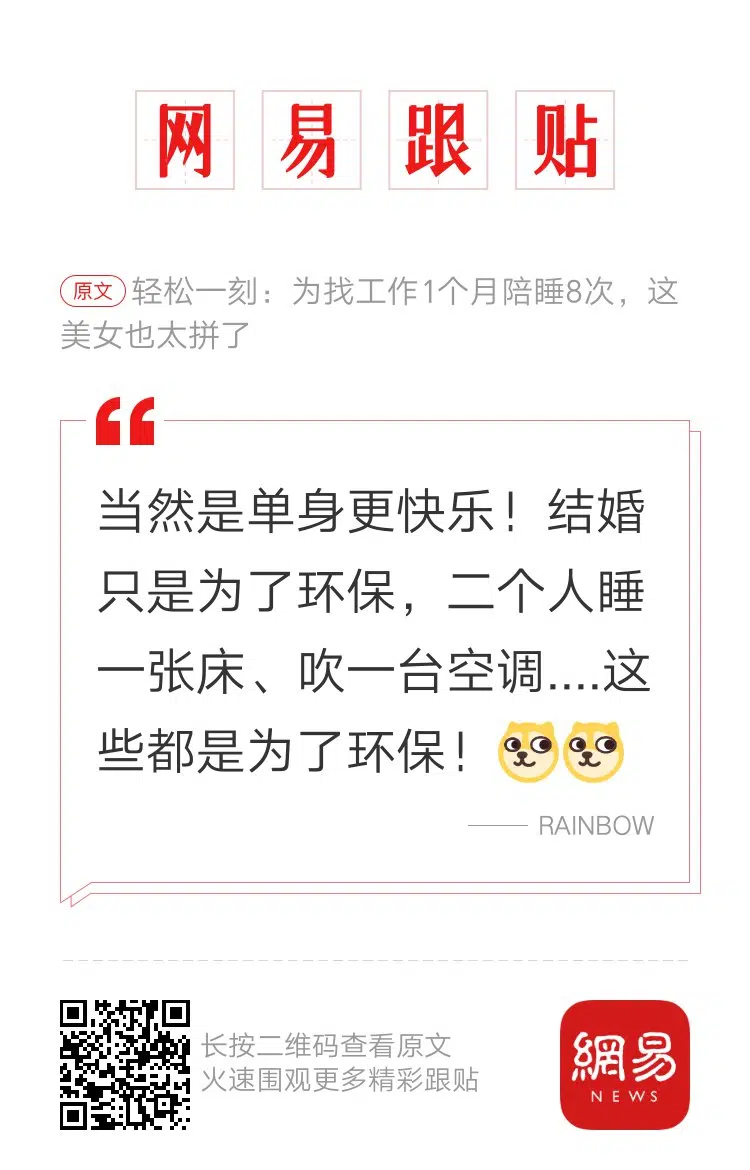 网易跟贴
原文 轻松一刻：为找工作1个月陪睡8次，这
美女也太拼了
当然是单身更快乐！结婚
只是为了环保，二个人睡
一张床、吹一台空调....这
些都是为了环保！
—— RAINBOW
长按二维码查看原文
火速围观更多精彩跟贴
網易
NEWS